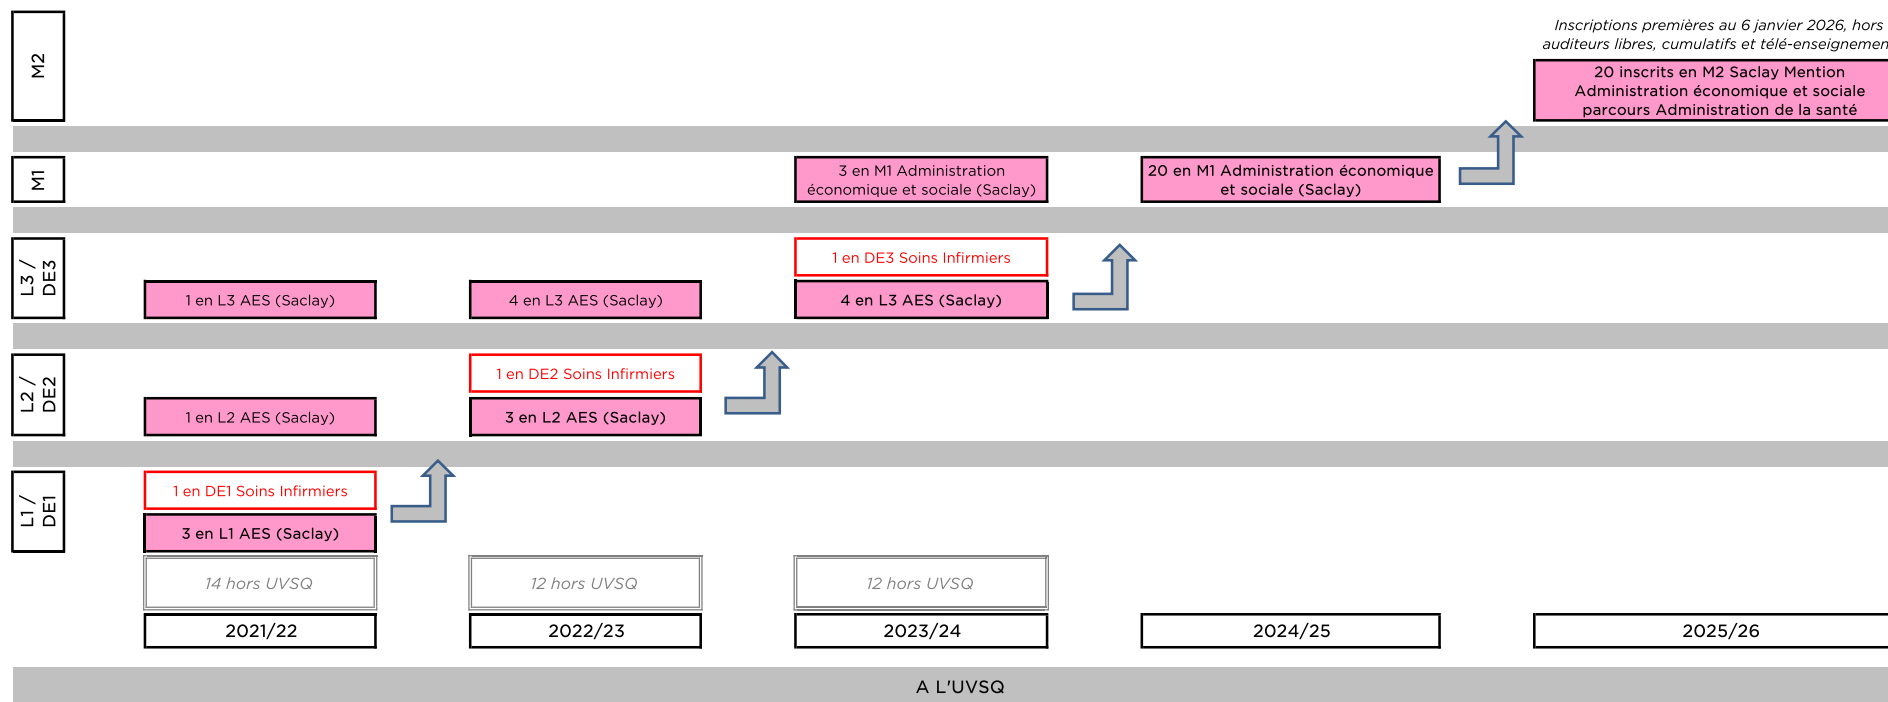 Inscriptions premières au 6 janvier 2026, hors
auditeurs libres, cumulatifs et télé-enseignemen
M2
20 inscrits en M2 Saclay Mention
Administration économique et sociale
parcours Administration de la santé
M1
3 en M1 Administration
économique et sociale (Saclay)
20 en M1 Administration économique
et sociale (Saclay)
L3 /
DE3
1 en DE3 Soins Infirmiers
1 en L3 AES (Saclay)
4 en L3 AES (Saclay)
4 en L3 AES (Saclay)
L2 /
DE2
1 en DE2 Soins Infirmiers
1 en L2 AES (Saclay)
3 en L2 AES (Saclay)
L1 /
DE1
1 en DE1 Soins Infirmiers
3 en L1 AES (Saclay)
14 hors UVSQ
12 hors UVSQ
12 hors UVSQ
2021/22
2022/23
2023/24
2024/25
2025/26
A L'UVSQ